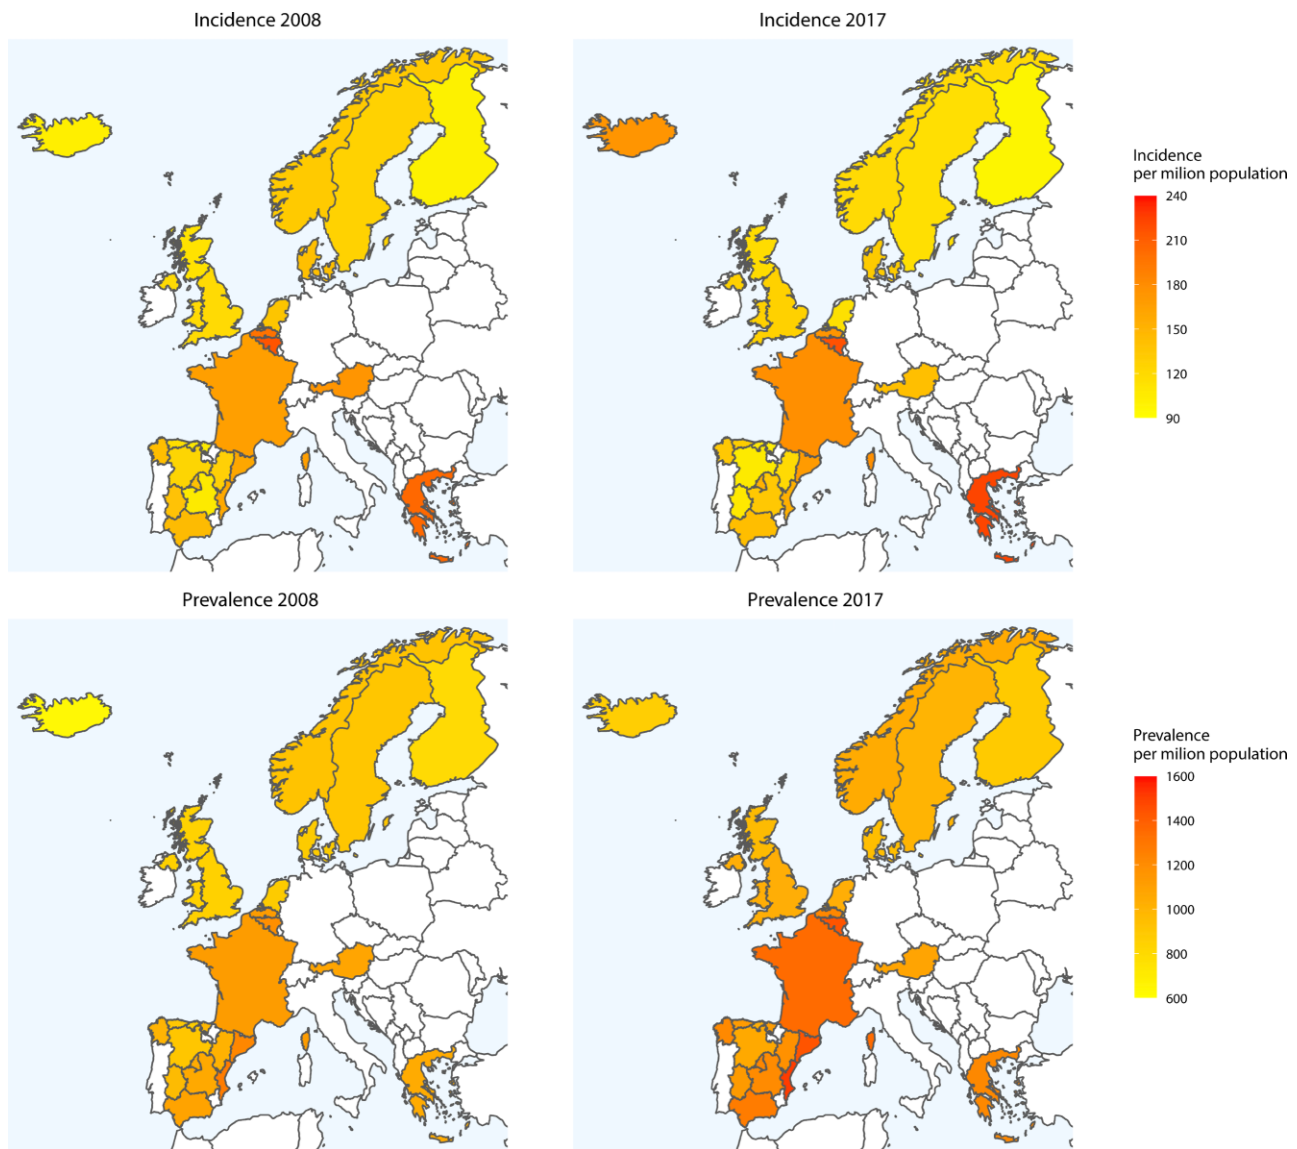 Incidence 2008
Incidence 2017
Incidence
per milion population
240
210
180
150
120
90
Prevalence 2008
Prevalence 2017
Prevalence
per milion population
1600
1400
1200
1000
800
600